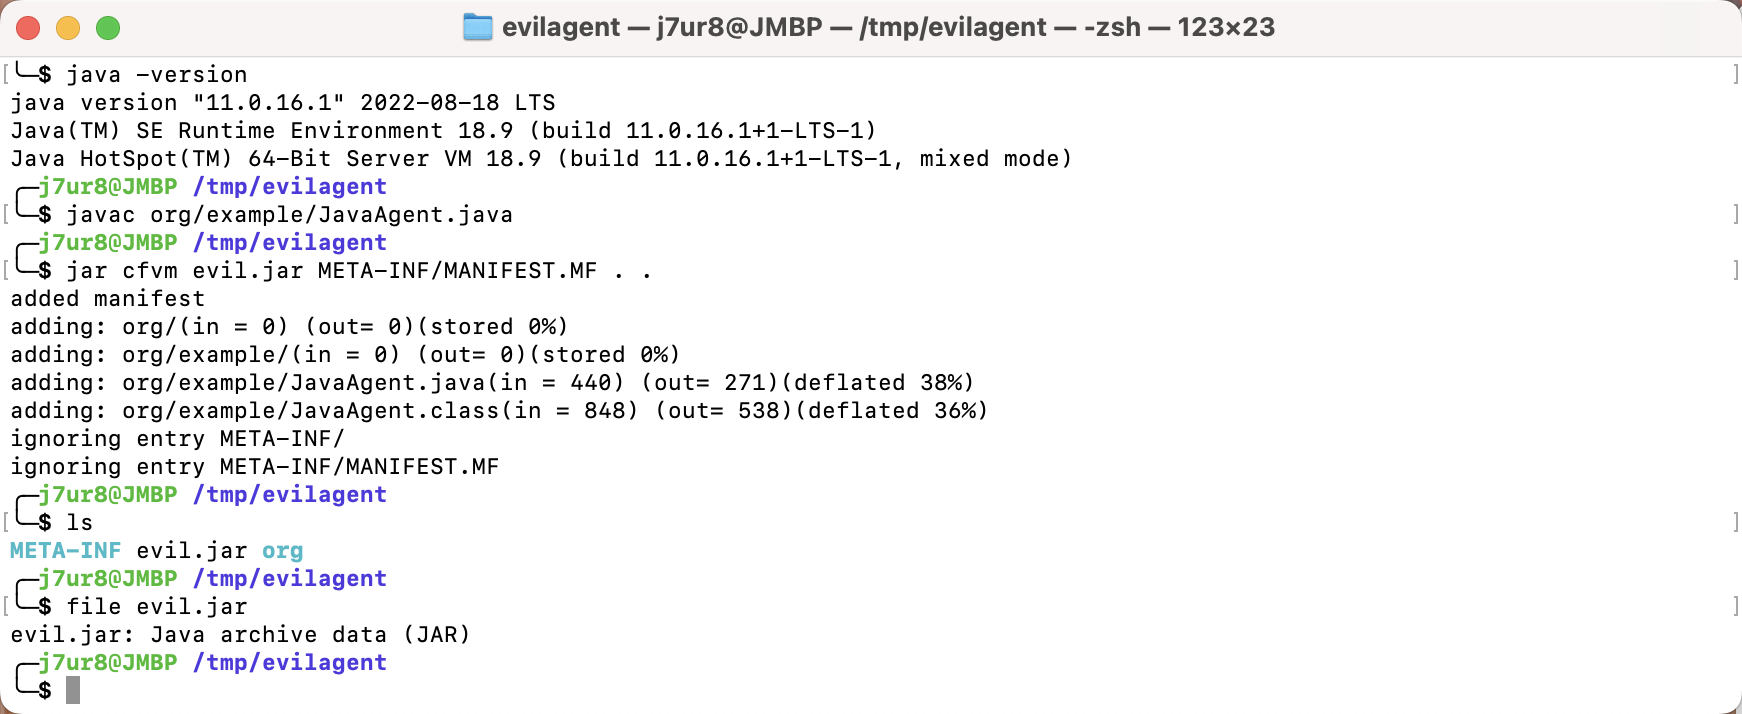 evilagent — j7ur8@JMBP — /tmp/evilagent — -zsh — 123×23
[╰─$ java -version ]
java version "11.0.16.1" 2022-08-18 LTS
Java(TM) SE Runtime Environment 18.9 (build 11.0.16.1+1-LTS-1)
Java HotSpot(TM) 64-Bit Server VM 18.9 (build 11.0.16.1+1-LTS-1, mixed mode)
╭─j7ur8@JMBP /tmp/evilagent
[╰─$ javac org/example/JavaAgent.java ]
╭─j7ur8@JMBP /tmp/evilagent
[╰─$ jar cfvm evil.jar META-INF/MANIFEST.MF . . ]
added manifest
adding: org/(in = 0) (out= 0)(stored 0%)
adding: org/example/(in = 0) (out= 0)(stored 0%)
adding: org/example/JavaAgent.java(in = 440) (out= 271)(deflated 38%)
adding: org/example/JavaAgent.class(in = 848) (out= 538)(deflated 36%)
ignoring entry META-INF/
ignoring entry META-INF/MANIFEST.MF
╭─j7ur8@JMBP /tmp/evilagent
[╰─$ ls ]
META-INF evil.jar org
╭─j7ur8@JMBP /tmp/evilagent
[╰─$ file evil.jar ]
evil.jar: Java archive data (JAR)
╭─j7ur8@JMBP /tmp/evilagent
╰─$